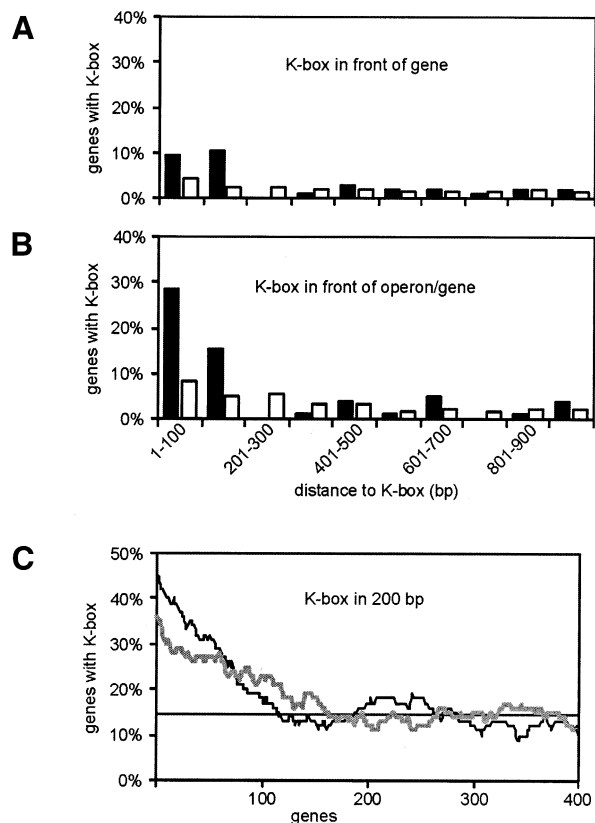 A
40%
30%
20%
10%
0%
genes with K-box
K-box in front of gene
B
40%
30%
20%
10%
0%
genes with K-box
K-box in front of operon/gene
1-100
201-300
401-500
601-700
801-900
distance to K-box (bp)
C
50%
40%
30%
20%
10%
0%
genes with K-box
K-box in 200 bp
100
200
300
400
genes